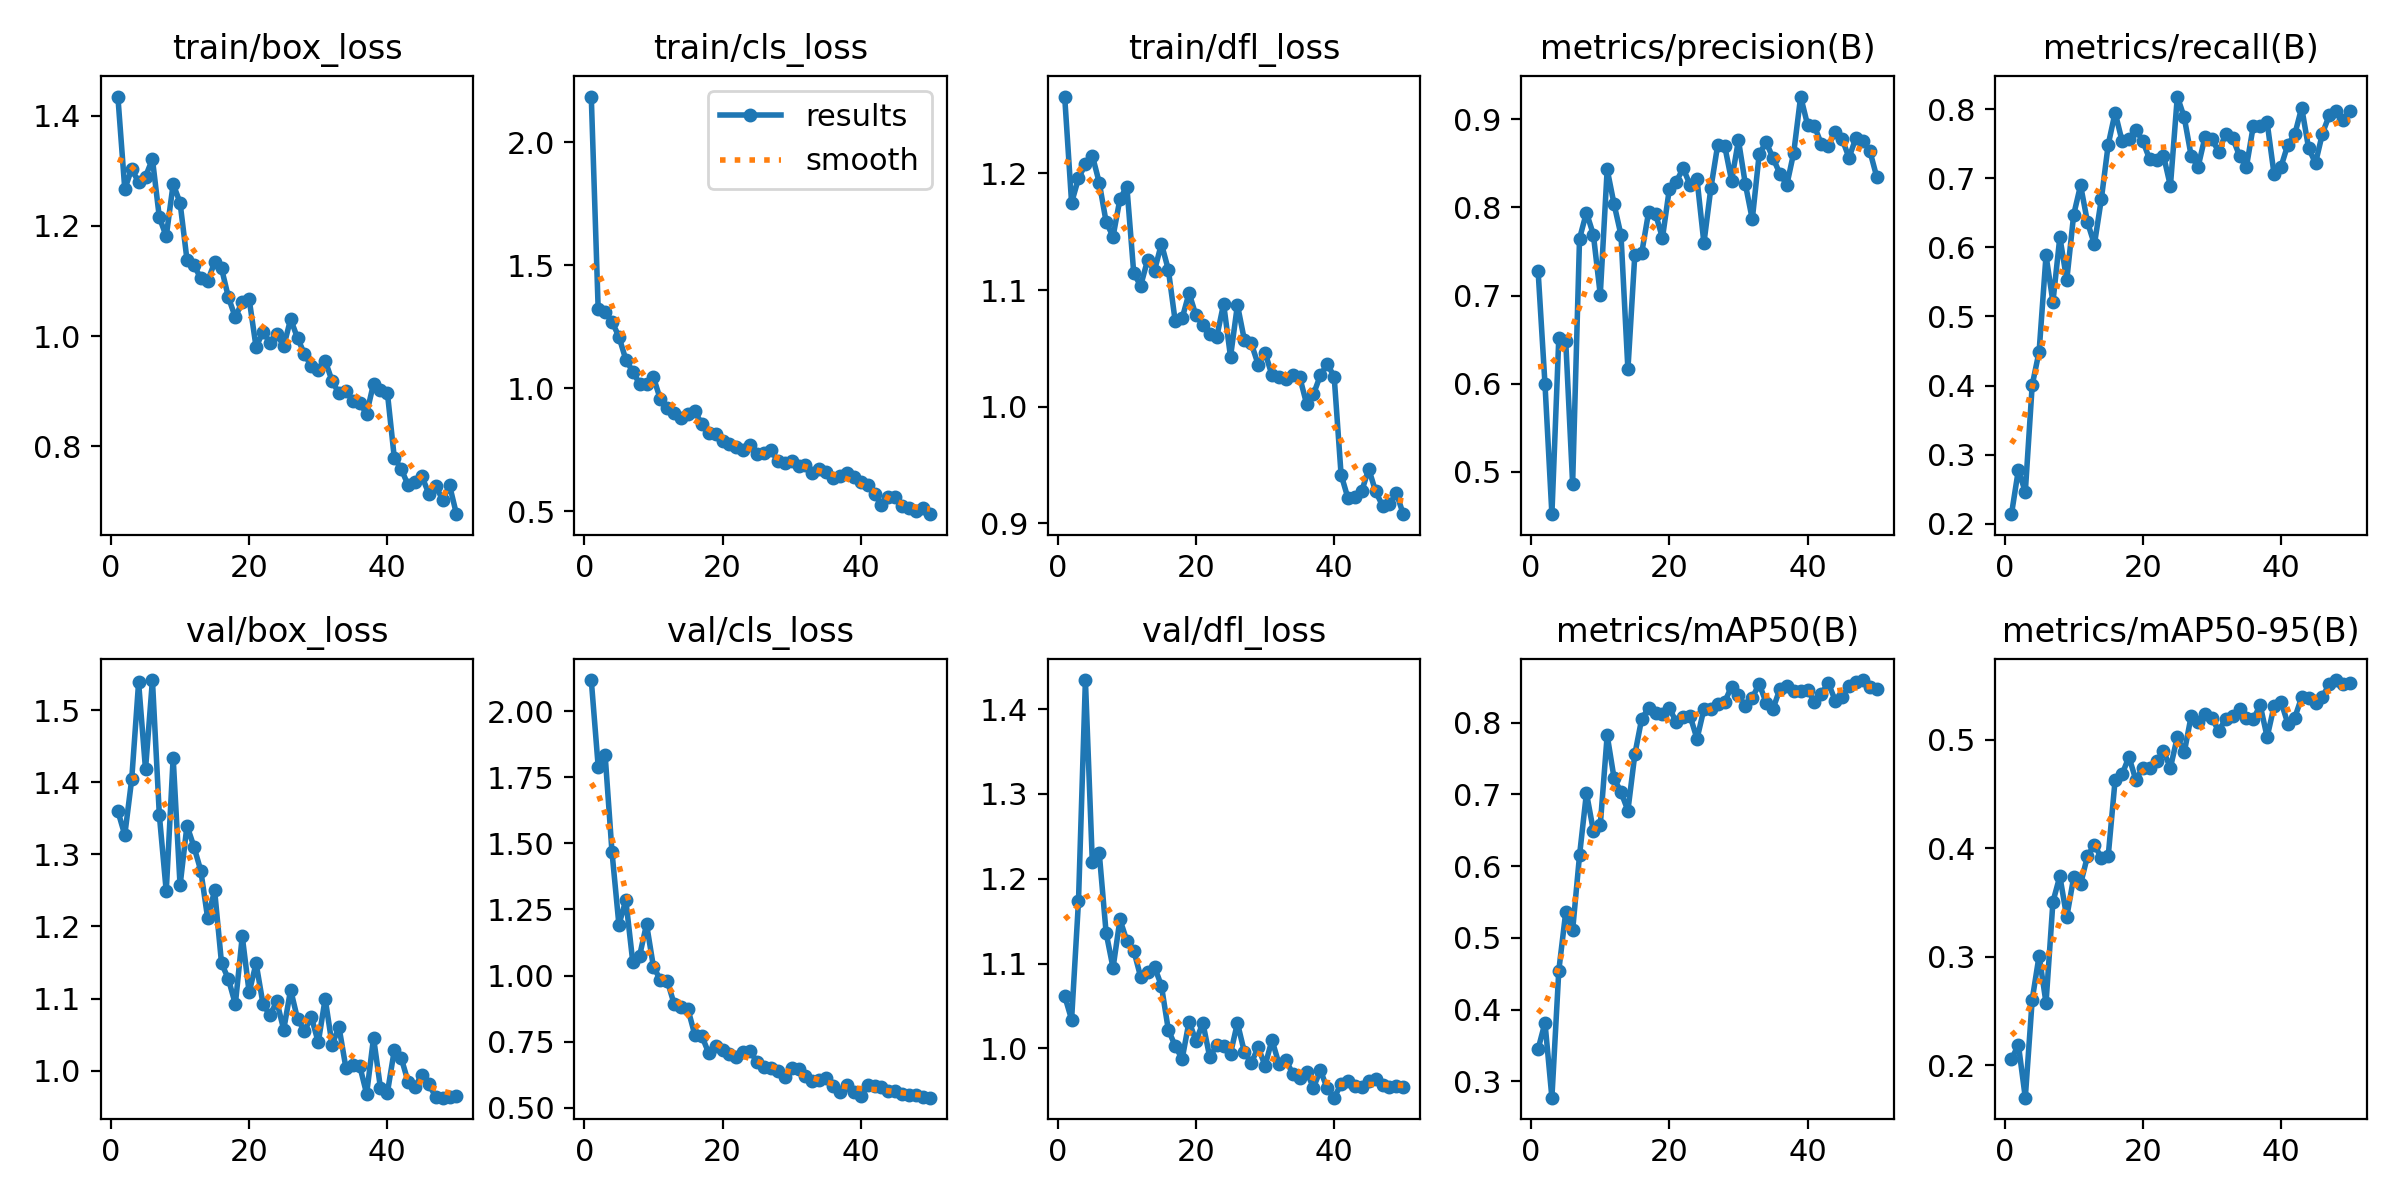 train/box_loss
1.4
1.2
1.0
0.8
0 20 40
train/cls_loss
results
smooth
2.0
1.5
1.0
0.5
0 20 40
train/dfl_loss
1.2
1.1
1.0
0.9
0 20 40
metrics/precision(B)
0.9
0.8
0.7
0.6
0.5
0 20 40
metrics/recall(B)
0.8
0.7
0.6
0.5
0.4
0.3
0.2
0 20 40
val/box_loss
1.5
1.4
1.3
1.2
1.1
1.0
0 20 40
val/cls_loss
2.00
1.75
1.50
1.25
1.00
0.75
0.50
0 20 40
val/dfl_loss
1.4
1.3
1.2
1.1
1.0
0 20 40
metrics/mAP50(B)
0.8
0.7
0.6
0.5
0.4
0.3
0 20 40
metrics/mAP50-95(B)
0.5
0.4
0.3
0.2
0 20 40